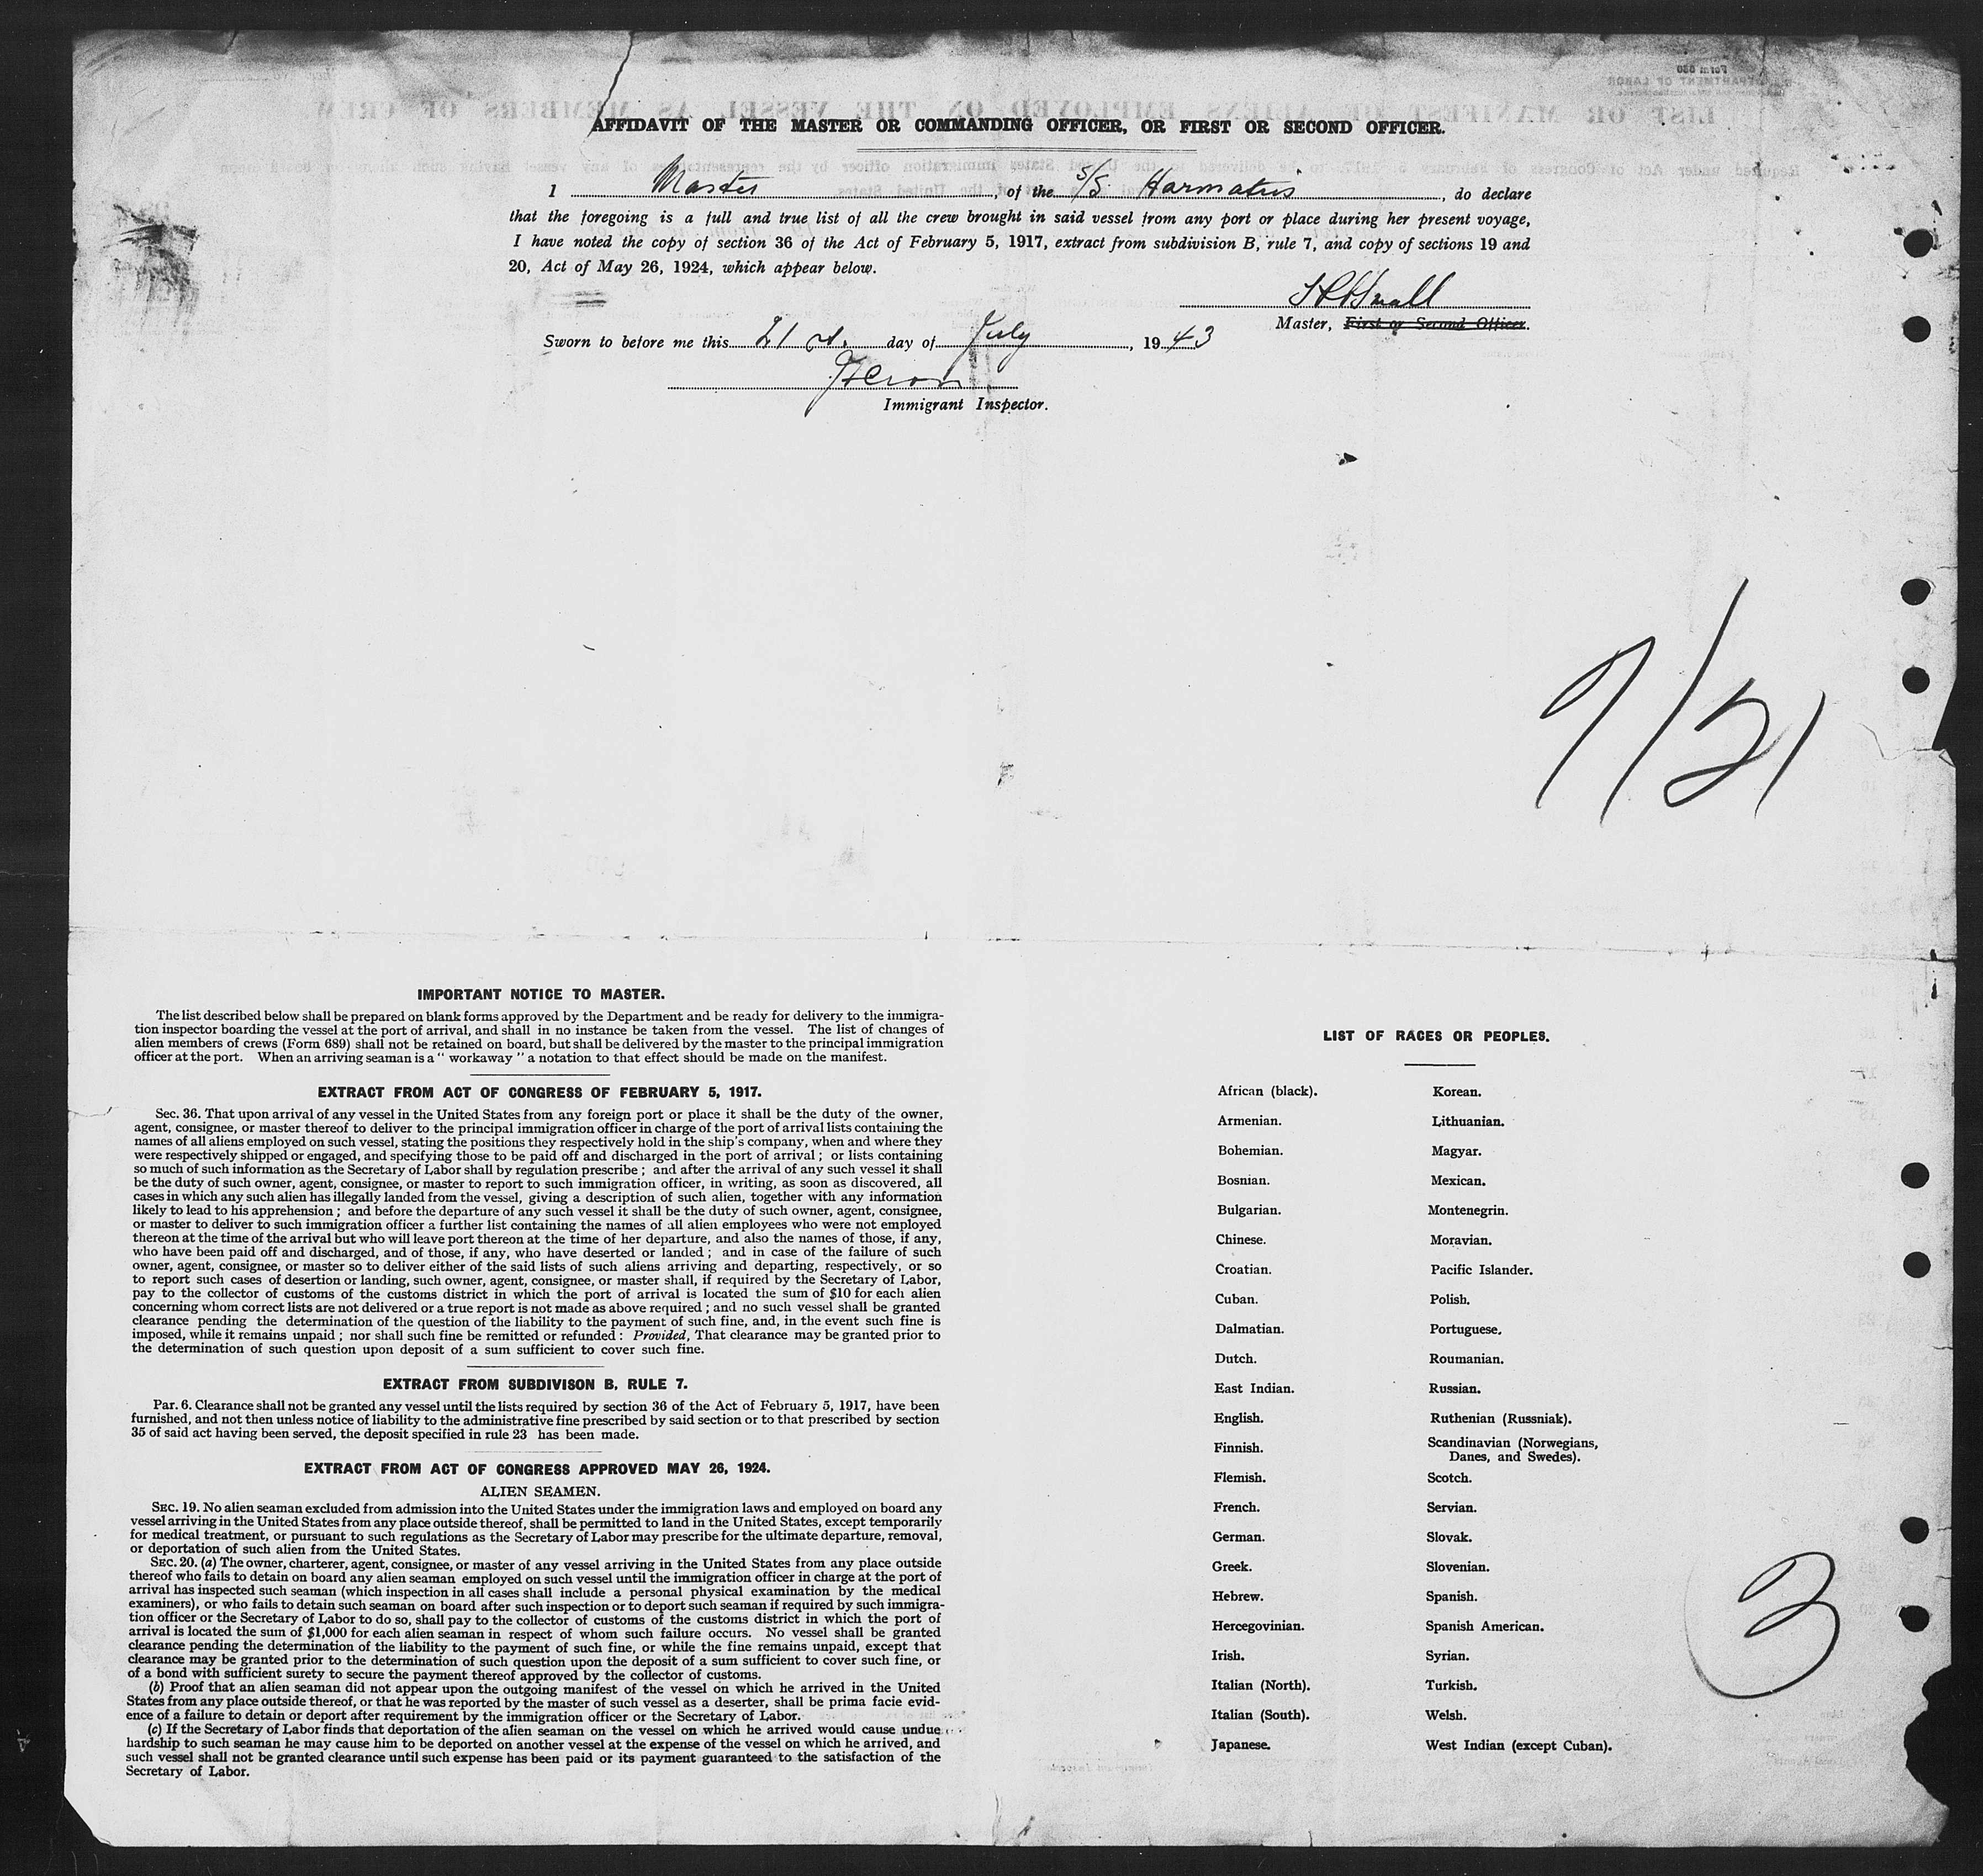 AFFIDAVIT OF THE MASTER OR COMMANDING OFFICER, OR FIRST OR SECOND OFFICER.
I Master, of the S/S Harmatris, do declare
that the foregoing is a full and true list of all the crew brought in said vessel from any port or place during her present voyage,
I have noted the copy of section 36 of the Act of February 5, 1917, extract from subdivision B, rule 7, and copy of sections 19 and
20, Act of May 26, 1924, which appear below.
Master, First or Second Officer.
Sworn to before me this 21 st. day of July, 1943
Immigrant Inspector.
7/21
IMPORTANT NOTICE TO MASTER.
The list described below shall be prepared on blank forms approved by the Department and be ready for delivery to the immigra-
tion inspector boarding the vessel at the port of arrival, and shall in no instance be taken from the vessel. The list of changes of
alien members of crews (Form 689) shall not be retained on board, but shall be delivered by the master to the principal immigration
officer at the port. When an arriving seaman is a "workaway" a notation to that effect should be made on the manifest.
EXTRACT FROM ACT OF CONGRESS OF FEBRUARY 5, 1917.
Sec. 36. That upon arrival of any vessel in the United States from any foreign port or place it shall be the duty of the owner,
agent, consignee, or master thereof to deliver to the principal immigration officer in charge of the port of arrival lists containing the
names of all aliens employed on such vessel, stating the positions they respectively hold in the ship's company, when and where they
were respectively shipped or engaged, and specifying those to be paid off and discharged in the port of arrival; or lists containing
so much of such information as the Secretary of Labor shall by regulation prescribe; and after the arrival of any such vessel it shall
be the duty of such owner, agent, consignee, or master to report to such immigration officer, in writing, as soon as discovered, all
cases in which any such alien has illegally landed from the vessel, giving a description of such alien, together with any information
likely to lead to his apprehension; and before the departure of any such vessel it shall be the duty of such owner, agent, consignee,
or master to deliver to such immigration officer a further list containing the names of all alien employees who were not employed
thereon at the time of the arrival but who will leave port thereon at the time of her departure, and also the names of those, if any,
who have been paid off and discharged, and of those, if any, who have deserted or landed; and in case of the failure of such
owner, agent, consignee, or master so to deliver either of the said lists of such aliens arriving and departing, respectively, or so
to report such cases of desertion or landing, such owner, agent, consignee, or master shall, if required by the Secretary of Labor,
pay to the collector of customs of the customs district in which the port of arrival is located the sum of $10 for each alien
concerning whom correct lists are not delivered or a true report is not made as above required; and no such vessel shall be granted
clearance pending the determination of the question of the liability to the payment of such fine, and, in the event such fine is
imposed, while it remains unpaid; nor shall such fine be remitted or refunded: Provided, That clearance may be granted prior to
the determination of such question upon deposit of a sum sufficient to cover such fine.
EXTRACT FROM SUBDIVISON B, RULE 7.
Par. 6. Clearance shall not be granted any vessel until the lists required by section 36 of the Act of February 5, 1917, have been
furnished, and not then unless notice of liability to the administrative fine prescribed by said section or to that prescribed by section
35 of said act having been served, the deposit specified in rule 23 has been made.
EXTRACT FROM ACT OF CONGRESS APPROVED MAY 26, 1924.
ALIEN SEAMEN.
SEC. 19. No alien seaman excluded from admission into the United States under the immigration laws and employed on board any
vessel arriving in the United States from any place outside thereof, shall be permitted to land in the United States, except temporarily
for medical treatment, or pursuant to such regulations as the Secretary of Labor may prescribe for the ultimate departure, removal,
or deportation of such alien from the United States.
SEC. 20. (a) The owner, charterer, agent, consignee, or master of any vessel arriving in the United States from any place outside
thereof who fails to detain on board any alien seaman employed on such vessel until the immigration officer in charge at the port of
arrival has inspected such seaman (which inspection in all cases shall include a personal physical examination by the medical
examiners), or who fails to detain such seaman on board after such inspection or to deport such seaman if required by such immigra-
tion officer or the Secretary of Labor to do so, shall pay to the collector of customs of the customs district in which the port of
arrival is located the sum of $1,000 for each alien seaman in respect of whom such failure occurs. No vessel shall be granted
clearance pending the determination of the liability to the payment of such fine, or while the fine remains unpaid, except that
clearance may be granted prior to the determination of such question upon the deposit of a sum sufficient to cover such fine, or
of a bond with sufficient surety to secure the payment thereof approved by the collector of customs.
(b) Proof that an alien seaman did not appear upon the outgoing manifest of the vessel on which he arrived in the United
States from any place outside thereof, or that he was reported by the master of such vessel as a deserter, shall be prima facie evid-
ence of a failure to detain or deport after requirement by the immigration officer or the Secretary of Labor.
(c) If the Secretary of Labor finds that deportation of the alien seaman on the vessel on which he arrived would cause undue
hardship to such seaman he may cause him to be deported on another vessel at the expense of the vessel on which he arrived, and
such vessel shall not be granted clearance until such expense has been paid or its payment guaranteed to the satisfaction of the
Secretary of Labor.
LIST OF RACES OR PEOPLES.
African (black).
Armenian.
Bohemian.
Bosnian.
Bulgarian.
Chinese.
Croatian.
Cuban.
Dalmatian.
Dutch.
East Indian.
English.
Finnish.
Flemish.
French.
German.
Greek.
Hebrew.
Hercegovinian.
Irish.
Italian (North).
Italian (South).
Japanese.
Korean.
Lithuanian.
Magyar.
Mexican.
Montenegrin.
Moravian.
Pacific Islander.
Polish.
Portuguese.
Roumanian.
Russian.
Ruthenian (Russniak).
Scandinavian (Norwegians,
Danes, and Swedes).
Scotch.
Servian.
Slovak.
Slovenian.
Spanish.
Spanish American.
Syrian.
Turkish.
Welsh.
West Indian (except Cuban).
3